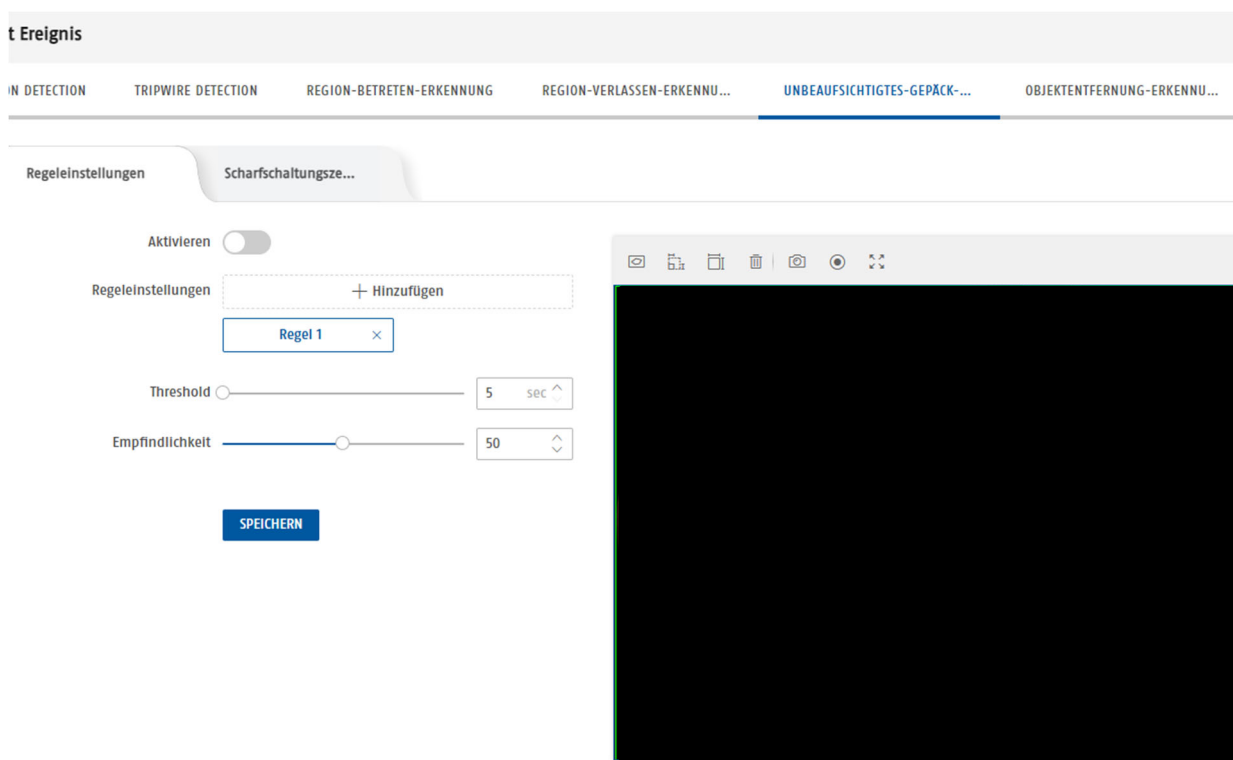 t Ereignis
ON DETECTION TRIPWIRE DETECTION REGION-BETRETEN-ERKENNUNG REGION-VERLASSEN-ERKENNU... UNBEAUFSICHTIGTES-GEPÄCK-... OBJEKTENTFERNUNG-ERKENNU...
Regeleinstellungen Scharfschaltungsze...
Aktivieren
Regeleinstellungen + Hinzufügen
Regel 1 ×
Threshold 5 sec
Empfindlichkeit 50
SPEICHERN